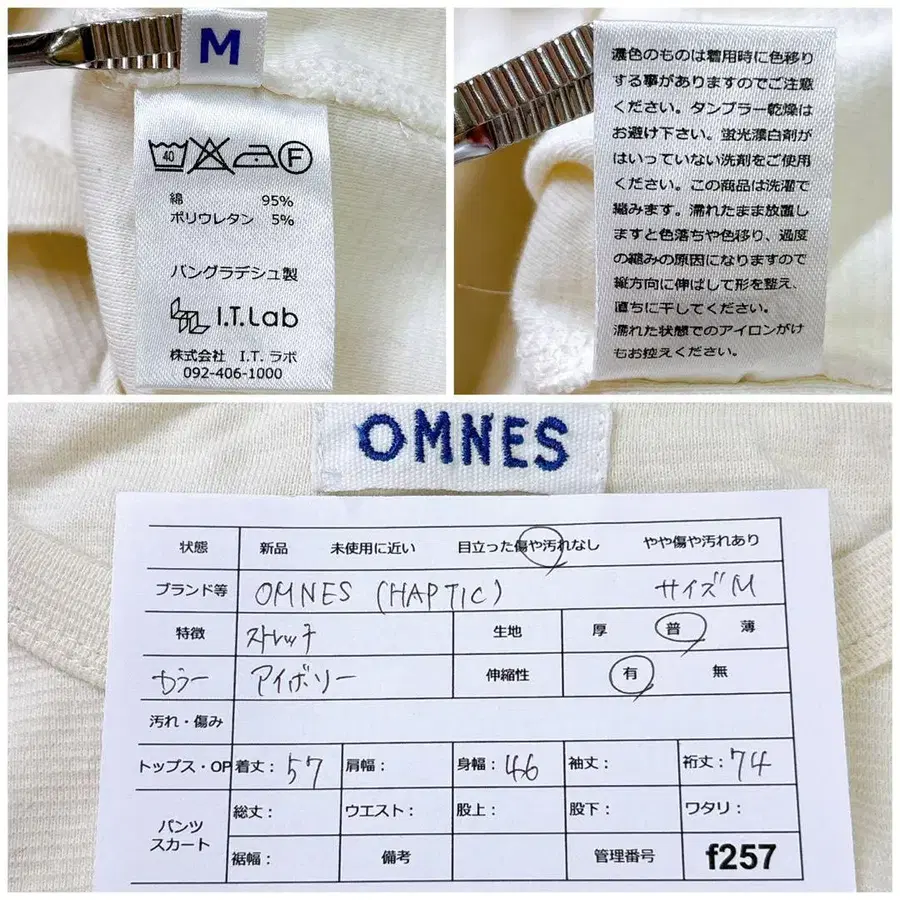 M
40
F
綿 95%
ポリウレタン 5%
バングラデシュ製
I.T.Lab
株式会社 I.T. ラボ
092-406-1000
濃色のものは着用時に色移り
する事がありますのでご注意
ください。タンブラー乾燥は
お避け下さい。蛍光漂白剤が
はいっていない洗剤をご使用
ください。この商品は洗濯で
縮みます。濡れたまま放置し
ますと色落ちや色移り、過度
の縮みの原因になりますので
縦方向に伸ばして形を整え、
直ちに干してください。
濡れた状態でのアイロンがけ
もお控えください。
OMNES
状態 新品 未使用に近い 目立った傷や汚れなし やや傷や汚れあり
ブランド等 OMNES (HAPTIC) サイズM
特徴 ストレッチ 生地 厚 普 薄
カラー アイボリー 伸縮性 有 無
汚れ・傷み
トップス・OP 着丈：57 肩幅： 身幅：46 袖丈： 裄丈：74
パンツ スカート 総丈： ウエスト： 股上： 股下： ワタリ：
裾幅： 備考 管理番号 f257